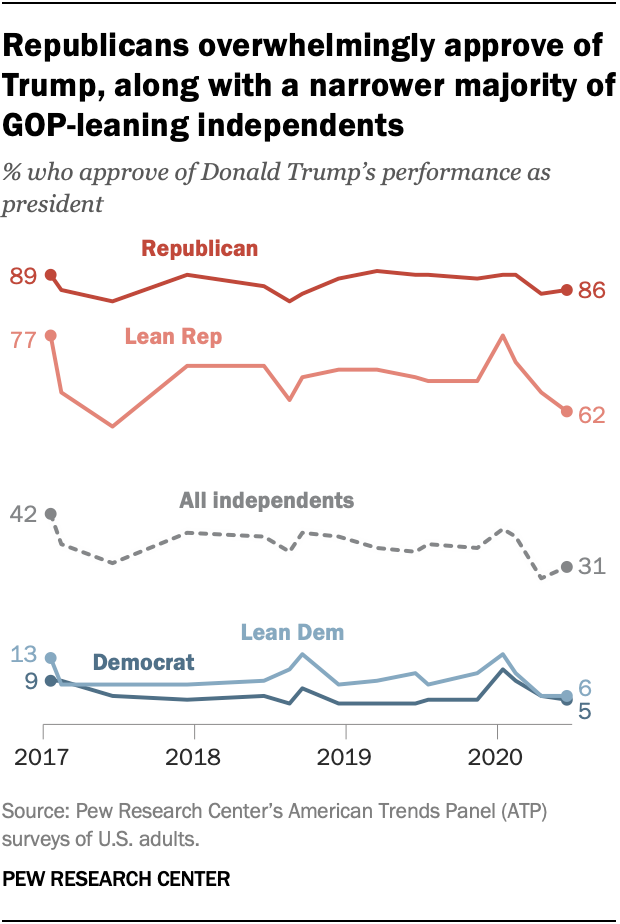 Republicans overwhelmingly approve of
Trump, along with a narrower majority of
GOP-leaning independents
% who approve of Donald Trump's performance as
president
Republican
89
86
Lean Rep
77
62
All independents
42
31
Lean Dem
13
Democrat
9
6
5
2017 2018 2019 2020
Source: Pew Research Center's American Trends Panel (ATP)
surveys of U.S. adults.
PEW RESEARCH CENTER